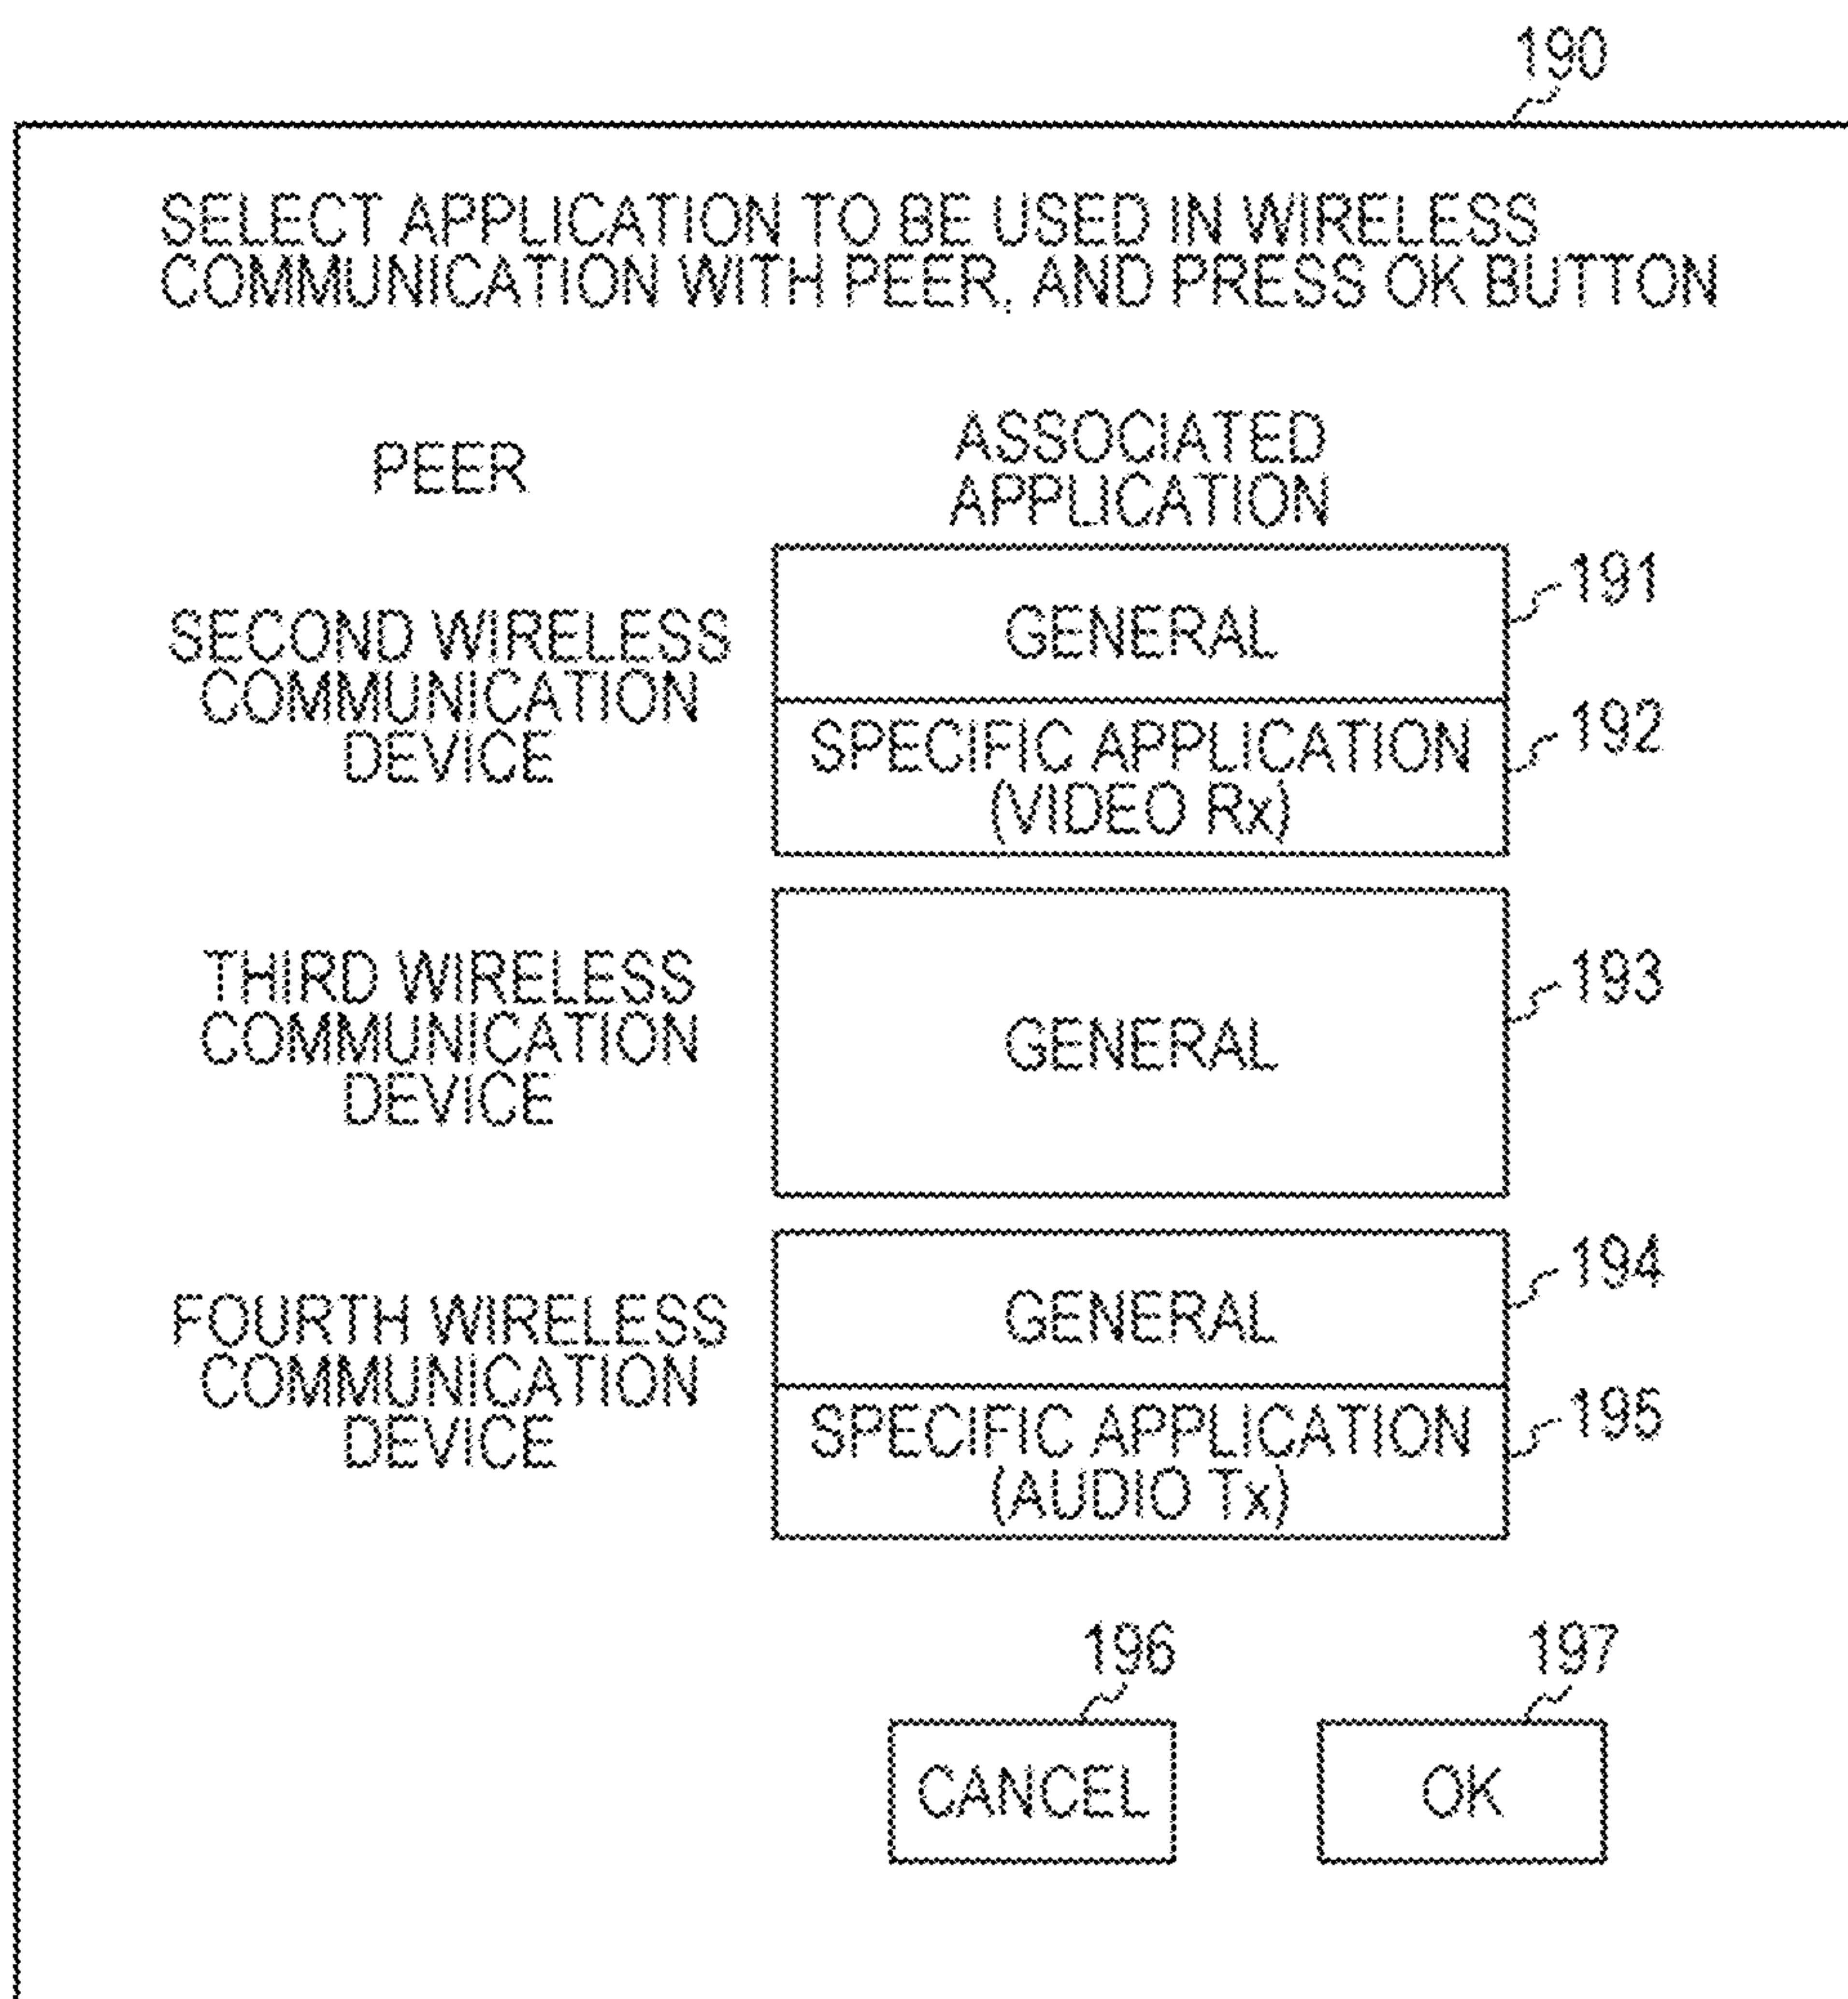 190
SELECT APPLICATION TO BE USED IN WIRELESS
COMMUNICATION WITH PEER, AND PRESS OK BUTTON
PEER
ASSOCIATED
APPLICATION
SECOND WIRELESS
COMMUNICATION
DEVICE
GENERAL
191
SPECIFIC APPLICATION
(VIDEO Rx)
192
THIRD WIRELESS
COMMUNICATION
DEVICE
GENERAL
193
FOURTH WIRELESS
COMMUNICATION
DEVICE
GENERAL
194
SPECIFIC APPLICATION
(AUDIO Tx)
195
196
CANCEL
197
OK